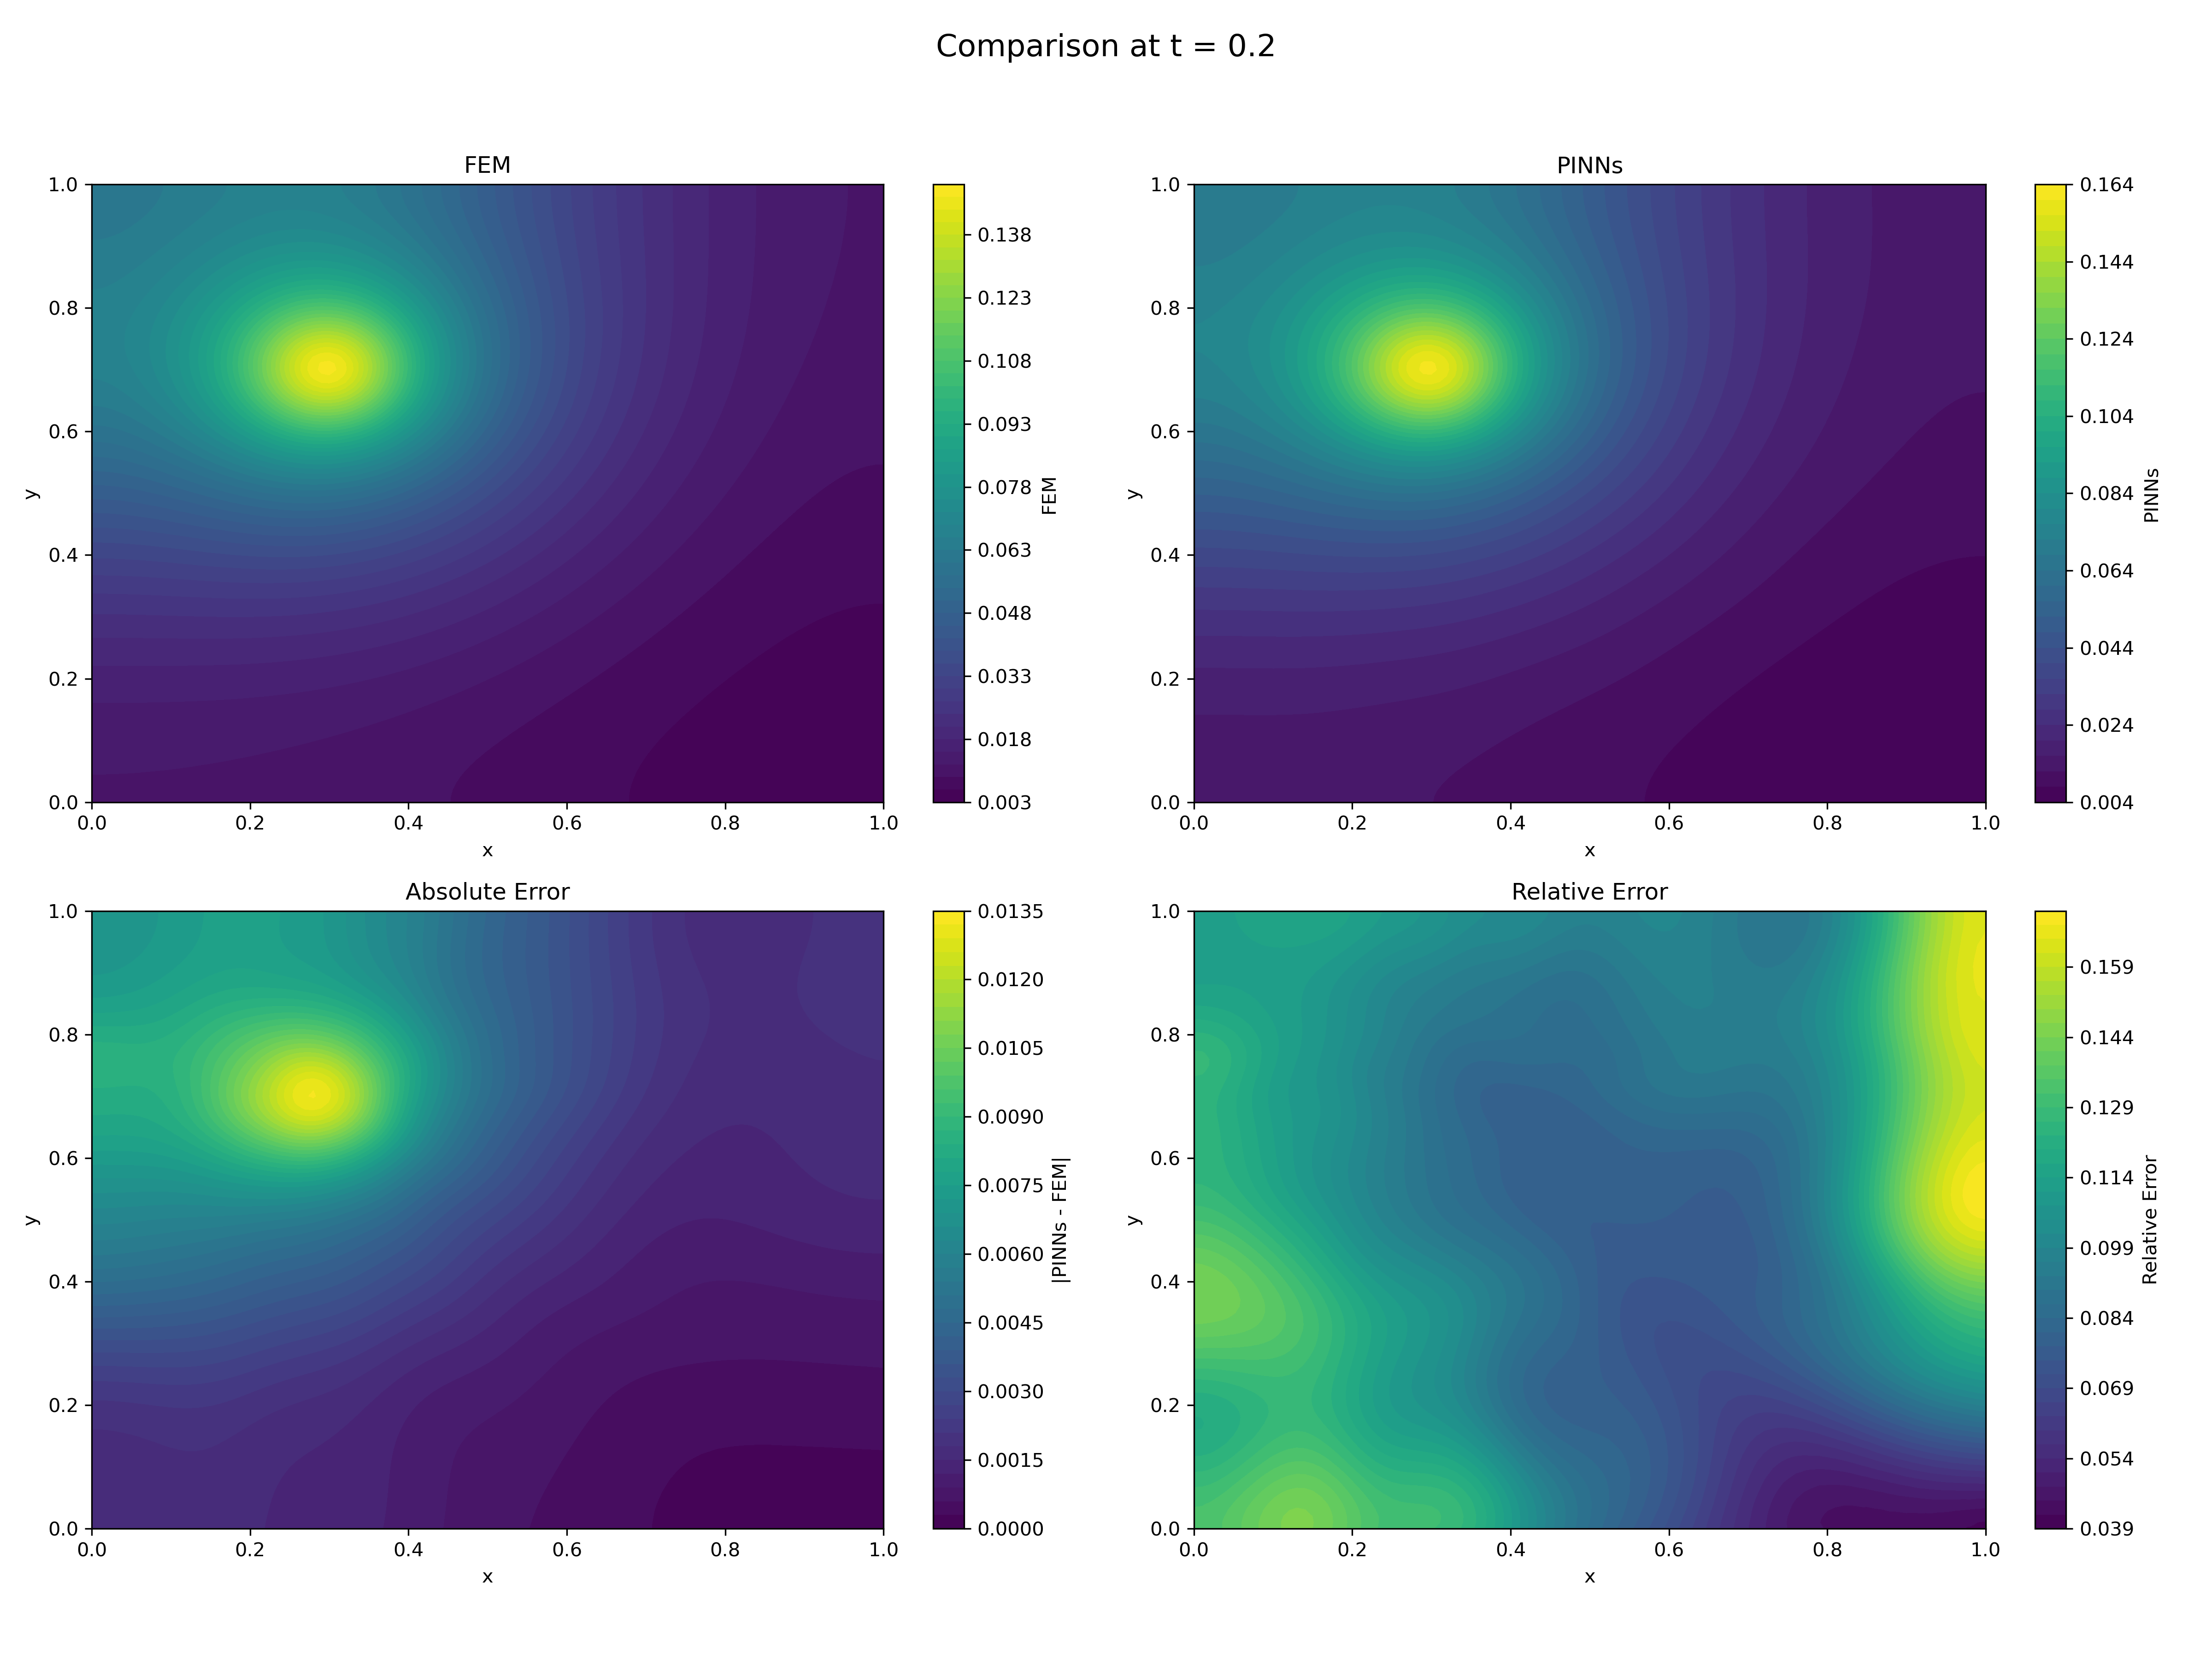 Comparison at t = 0.2
FEM
1.0
0.8
0.6
0.4
0.2
0.0
y
0.0 0.2 0.4 0.6 0.8 1.0
x
0.138
0.123
0.108
0.093
0.078
0.063
0.048
0.033
0.018
0.003
FEM
PINNs
1.0
0.8
0.6
0.4
0.2
0.0
y
0.0 0.2 0.4 0.6 0.8 1.0
x
0.164
0.144
0.124
0.104
0.084
0.064
0.044
0.024
0.004
PINNs
Absolute Error
1.0
0.8
0.6
0.4
0.2
0.0
y
0.0 0.2 0.4 0.6 0.8 1.0
x
0.0135
0.0120
0.0105
0.0090
0.0075
0.0060
0.0045
0.0030
0.0015
0.0000
|PINNs - FEM|
Relative Error
1.0
0.8
0.6
0.4
0.2
0.0
y
0.0 0.2 0.4 0.6 0.8 1.0
x
0.159
0.144
0.129
0.114
0.099
0.084
0.069
0.054
0.039
Relative Error